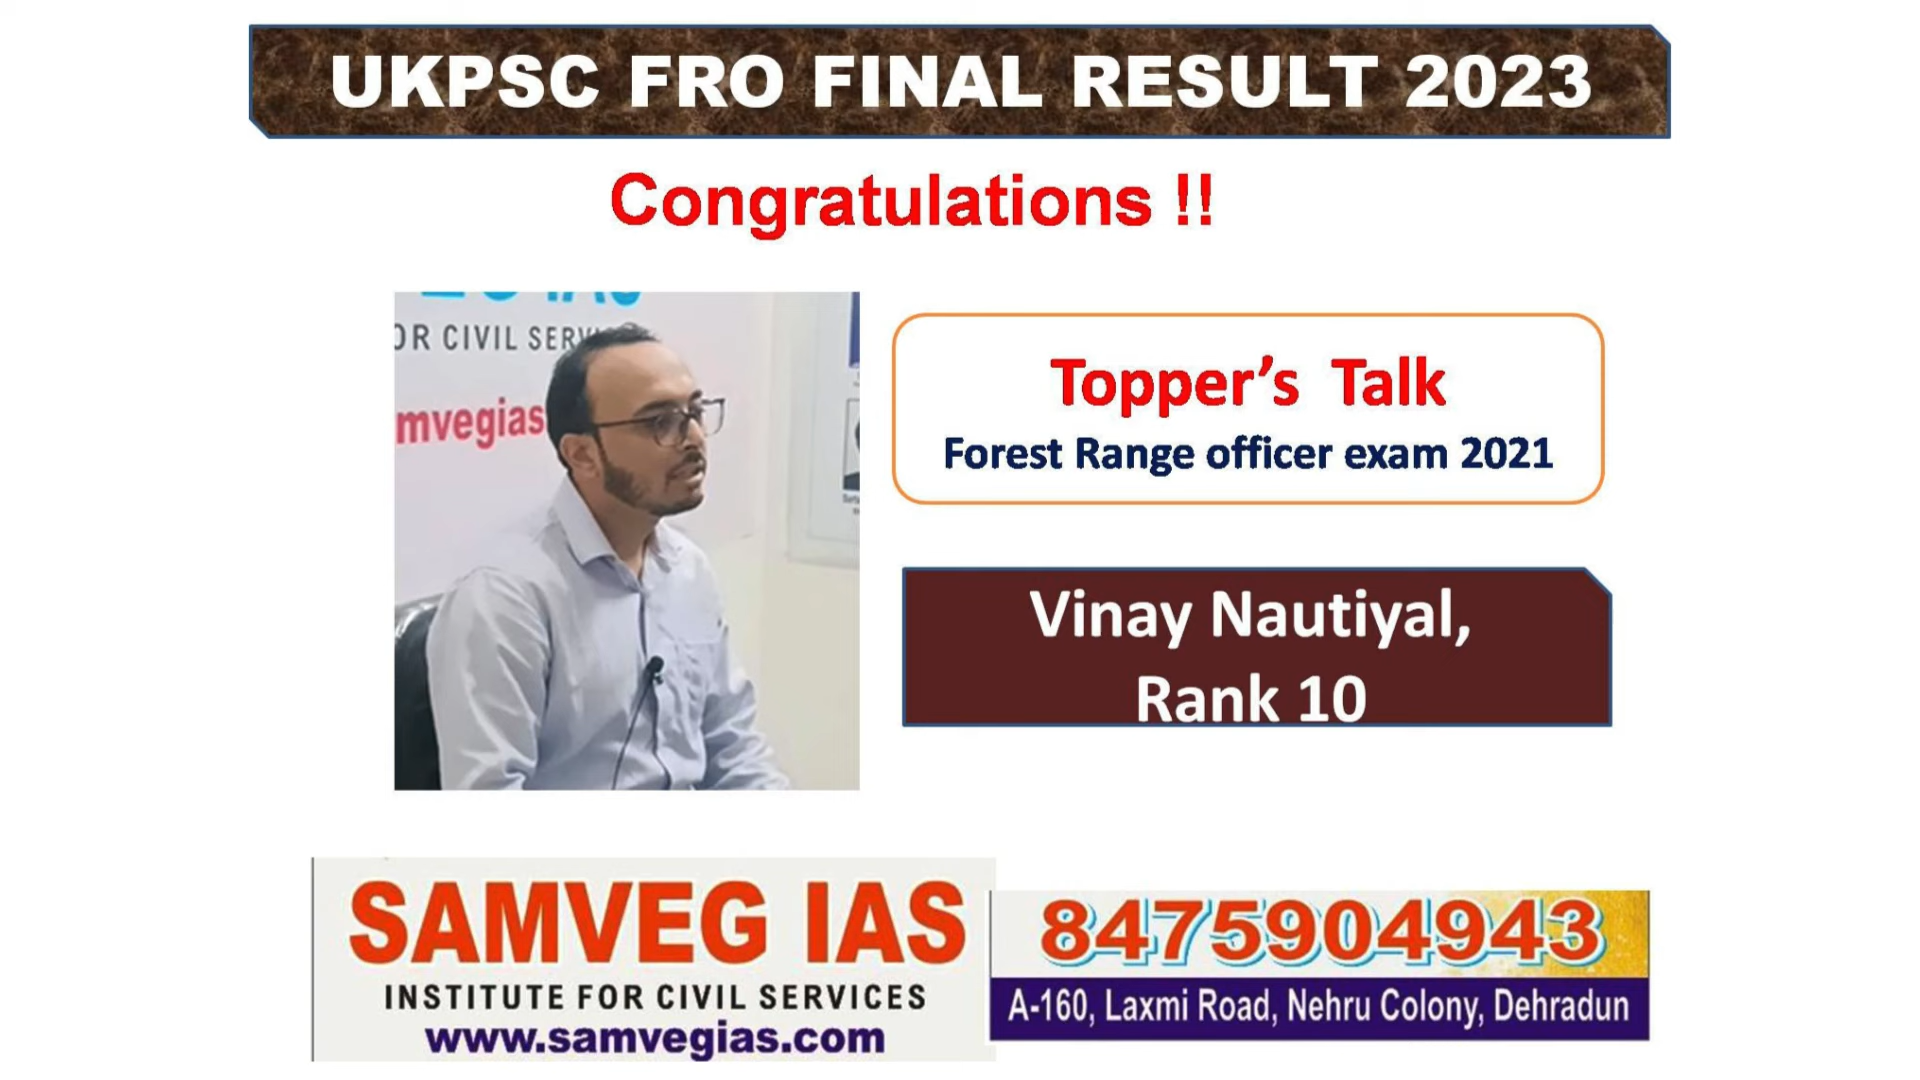 UKPSC FRO FINAL RESULT 2023
Congratulations !!
OR CIVIL SERV
mvegias
Topper’s Talk
Forest Range officer exam 2021
Vinay Nautiyal,
Rank 10
SAMVEG IAS
INSTITUTE FOR CIVIL SERVICES
www.samvegias.com
8475904943
A-160, Laxmi Road, Nehru Colony, Dehradun